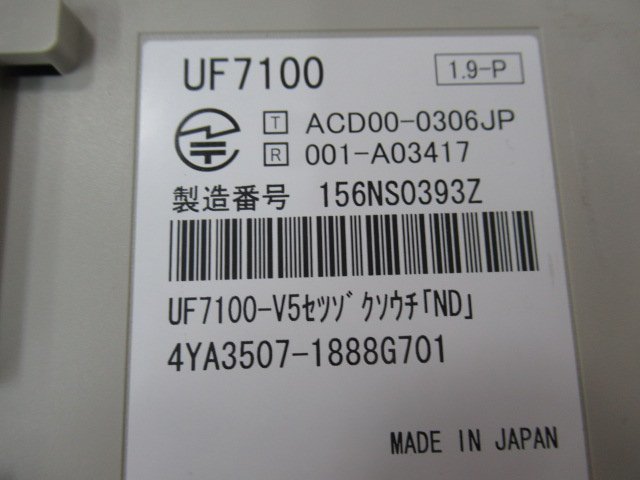 UF7100
1.9-P
T ACD00-0306JP
R 001-A03417
製造番号 156NS0393Z
UF7100-V5ｾﾂｿﾞｸｿｳﾁ｢ND｣
4YA3507-1888G701
MADE IN JAPAN